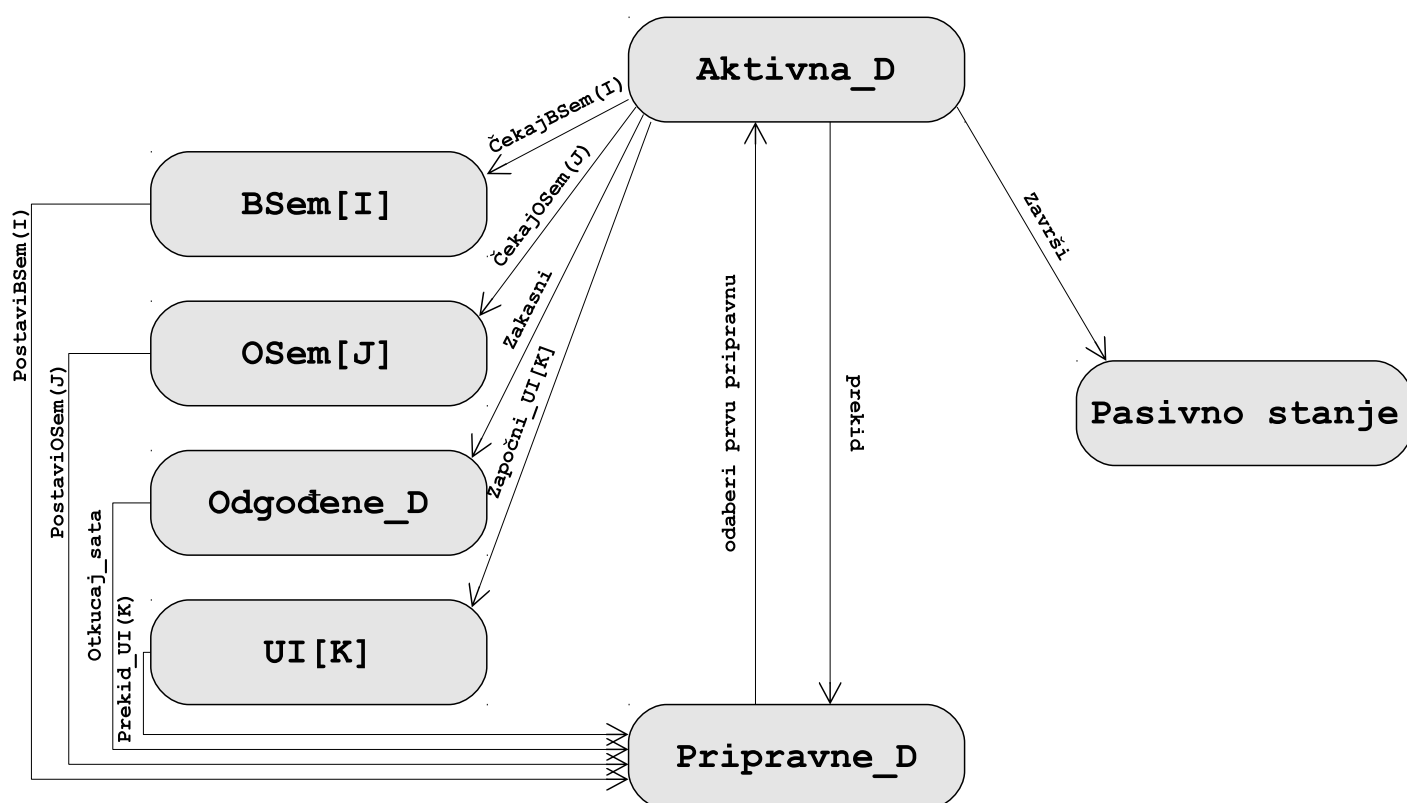 Aktivna_D
ČekajBSem(I)
BSem[I]
ČekajOSem(J)
Završi
PostaviBSem(I)
OSem[J]
Zakasni
odaberi prvu pripravnu
prekid
Pasivno stanje
PostaviOSem(J)
Započni_UI[K]
Odgođene_D
Otkucaj_sata
Prekid_UI(K)
UI[K]
Pripravne_D